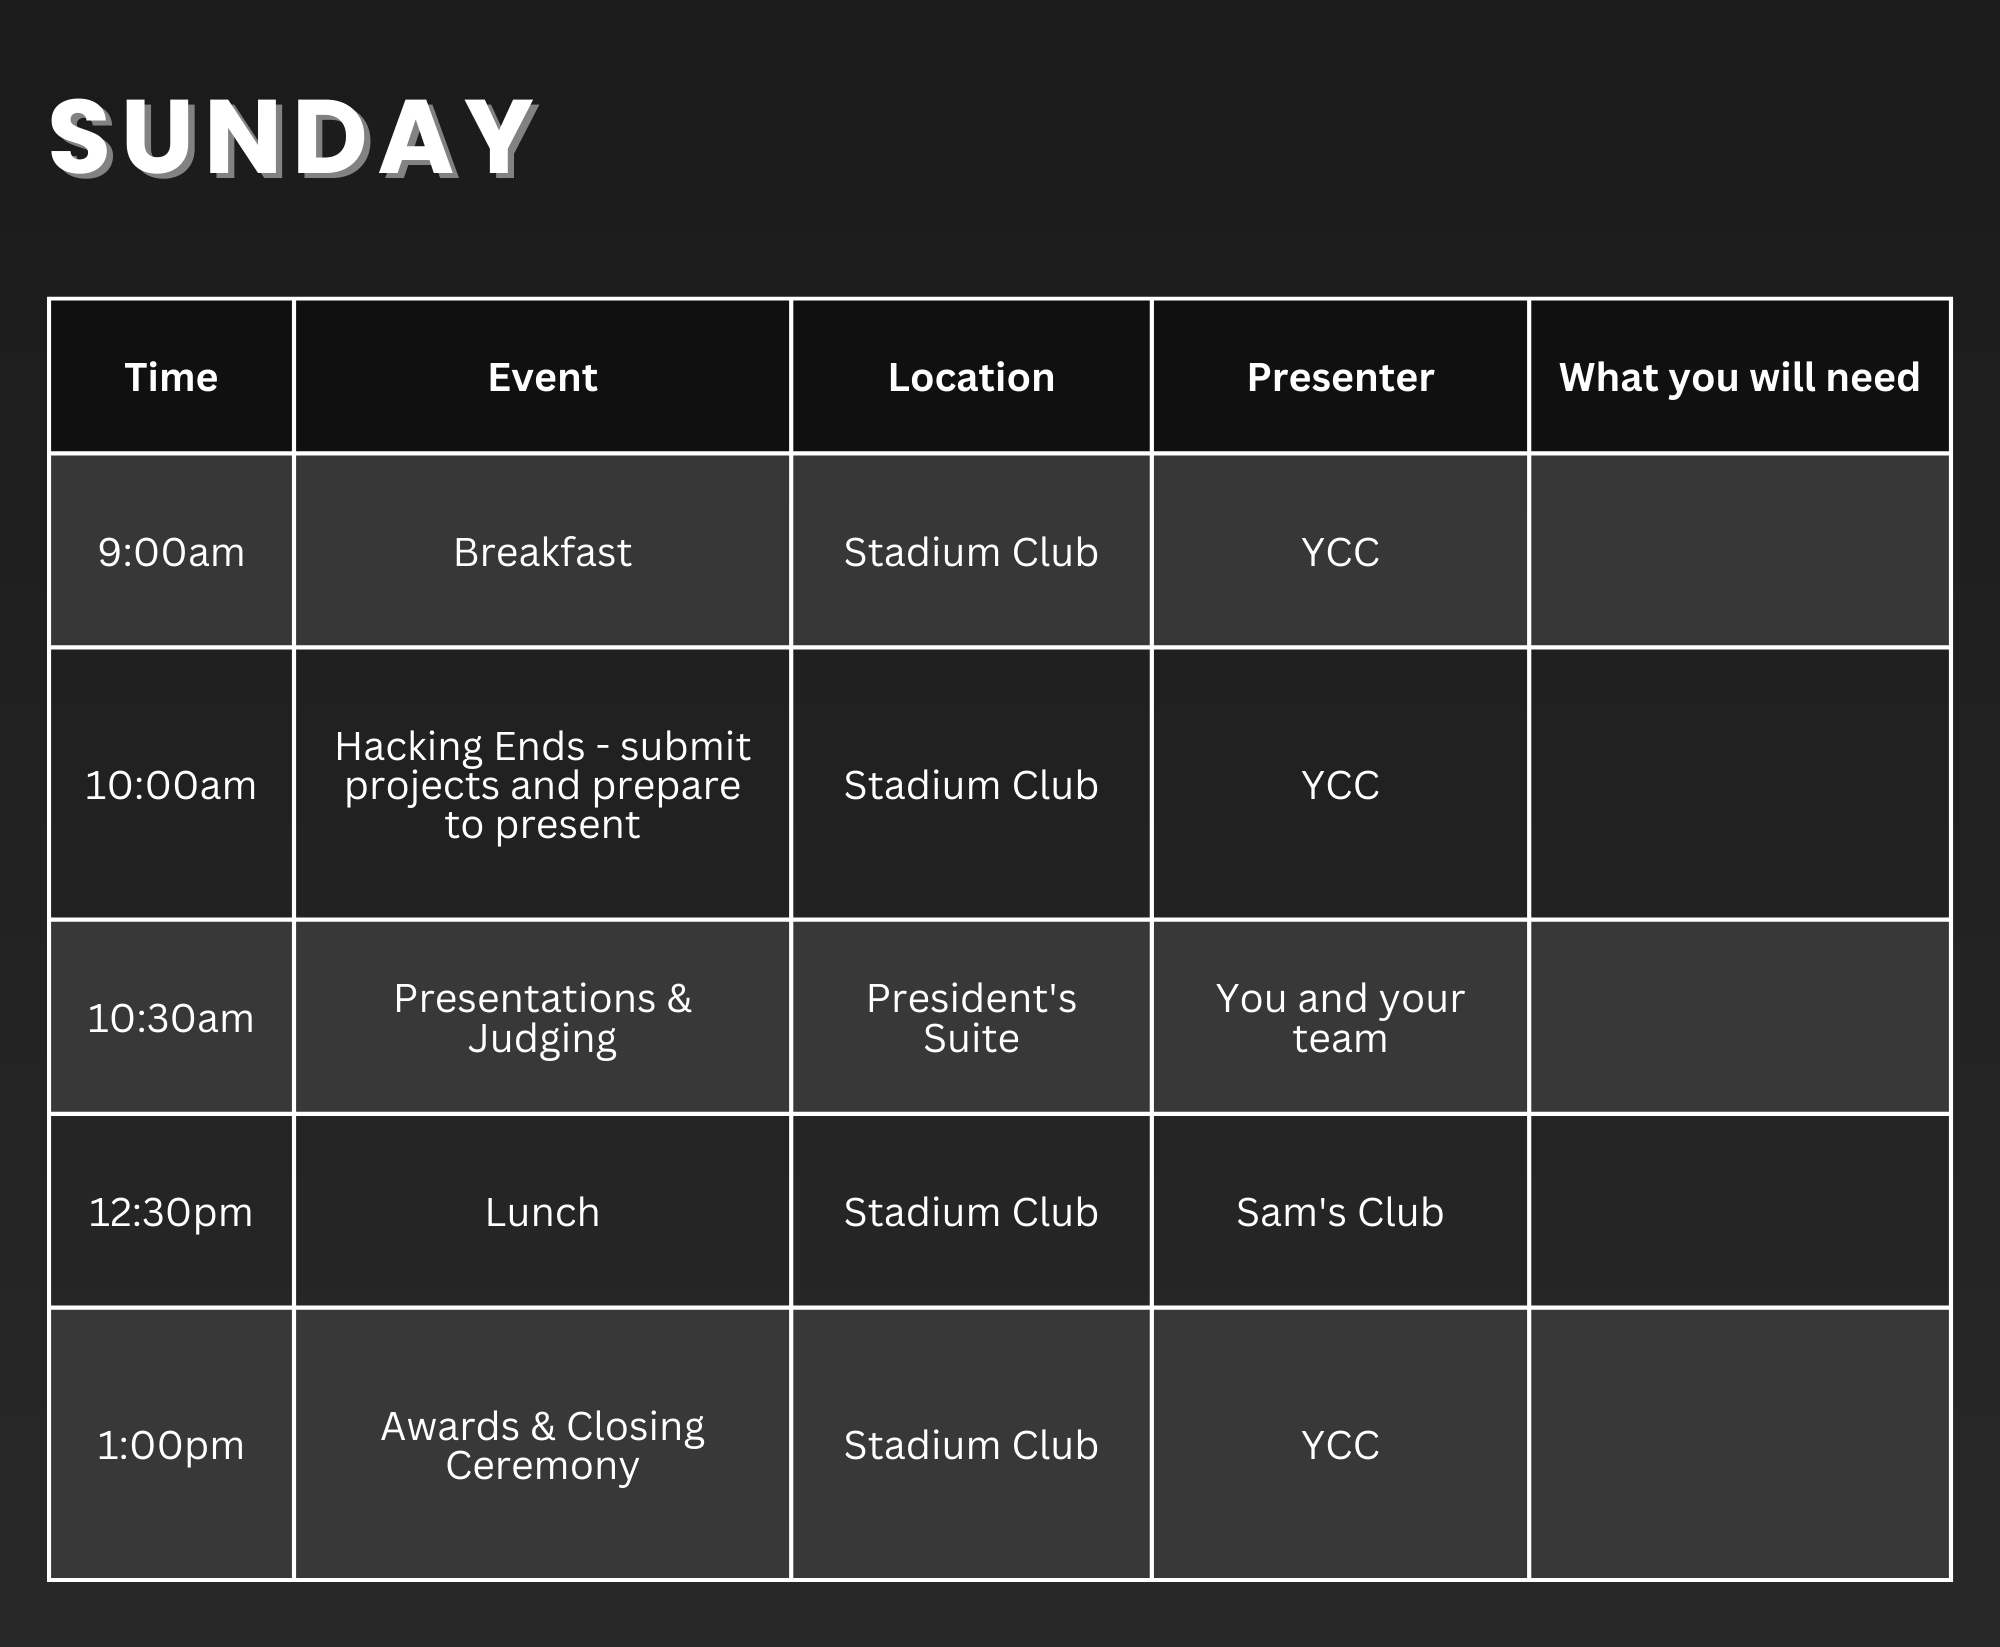 SUNDAY
Time Event Location Presenter What you will need
9:00am Breakfast Stadium Club YCC
10:00am Hacking Ends - submit
projects and prepare
to present Stadium Club YCC
10:30am Presentations &
Judging President's
Suite You and your
team
12:30pm Lunch Stadium Club Sam's Club
1:00pm Awards & Closing
Ceremony Stadium Club YCC